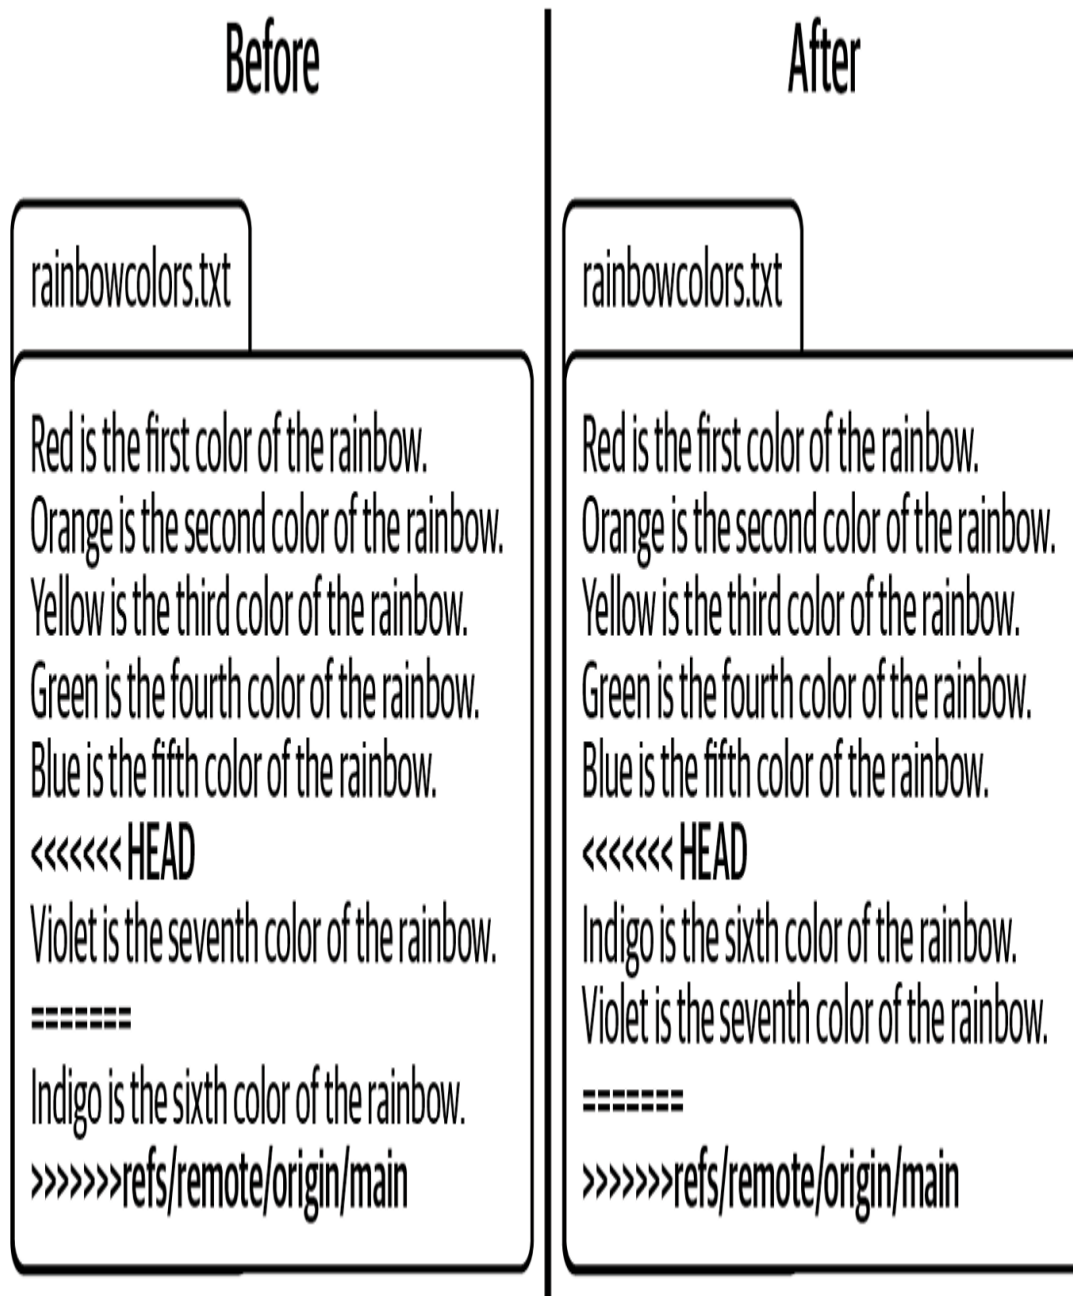 Before
rainbowcolors.txt
Red is the first color of the rainbow.
Orange is the second color of the rainbow.
Yellow is the third color of the rainbow.
Green is the fourth color of the rainbow.
Blue is the fifth color of the rainbow.
<<<<<<< HEAD
Violet is the seventh color of the rainbow.
=======
Indigo is the sixth color of the rainbow.
>>>>>>>refs/remote/origin/main
After
rainbowcolors.txt
Red is the first color of the rainbow.
Orange is the second color of the rainbow.
Yellow is the third color of the rainbow.
Green is the fourth color of the rainbow.
Blue is the fifth color of the rainbow.
<<<<<<< HEAD
Indigo is the sixth color of the rainbow.
Violet is the seventh color of the rainbow.
=======
>>>>>>>refs/remote/origin/main